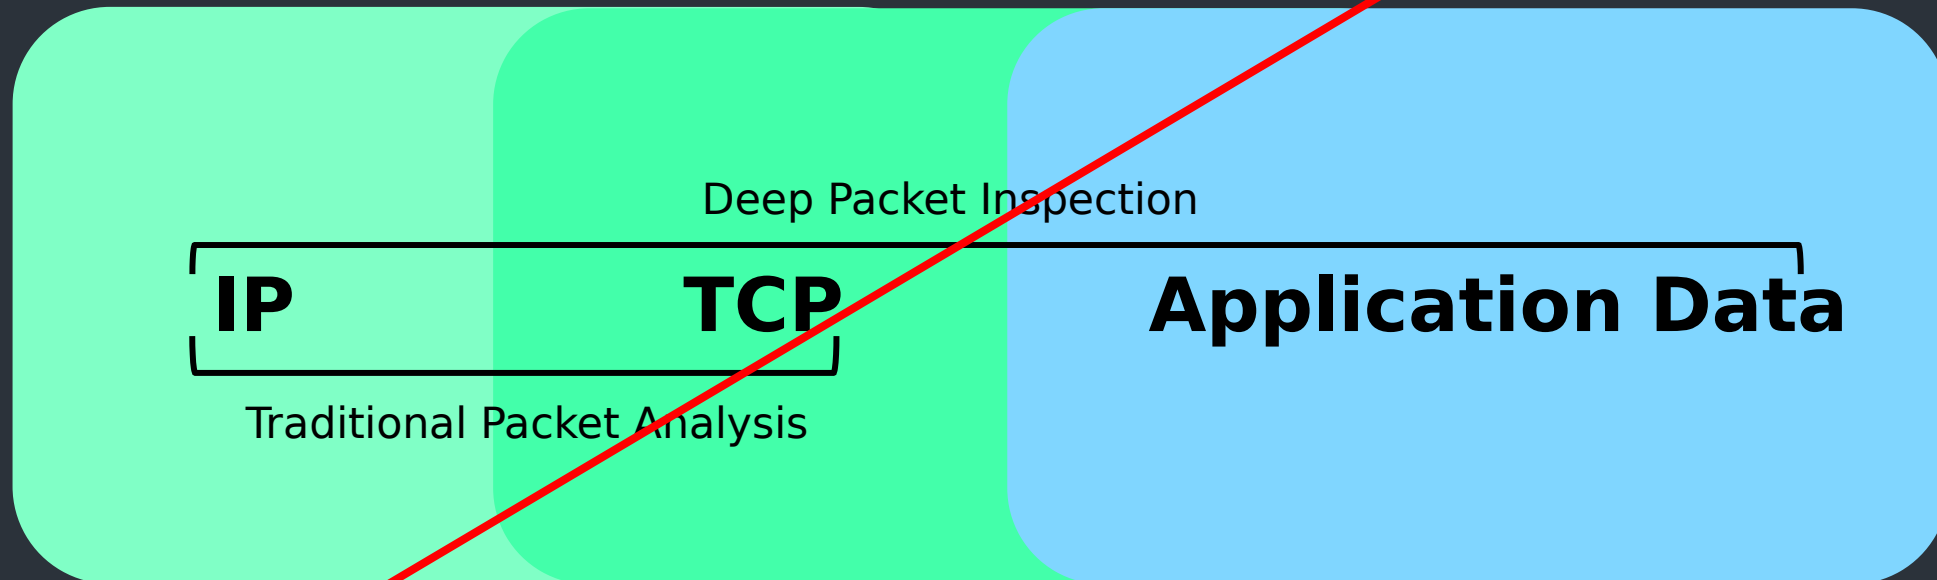 Deep Packet Inspection
IP TCP Application Data
Traditional Packet Analysis